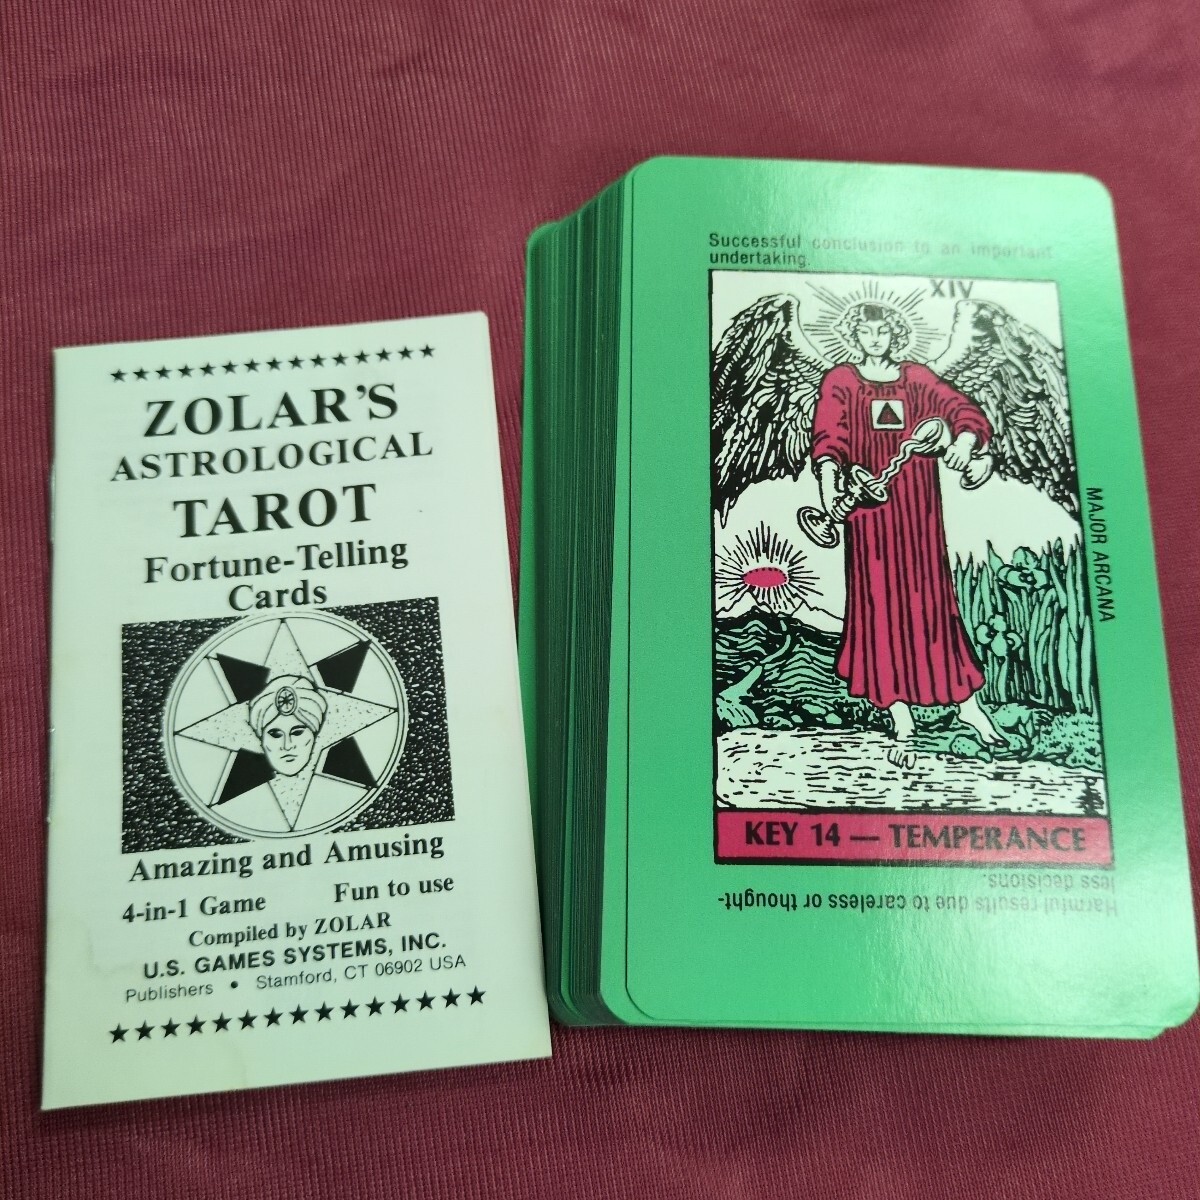 ZOLAR'S
ASTROLOGICAL
TAROT
Fortune-Telling
Cards
Amazing and Amusing
4-in-1 Game Fun to use
Compiled by ZOLAR
U.S. GAMES SYSTEMS, INC.
Publishers • Stamford, CT 06902 USA
Successful conclusion to an important
undertaking.
XIV
MAJOR ARCANA
KEY 14 — TEMPERANCE
Harmful results due to careless or thought-
less decisions.